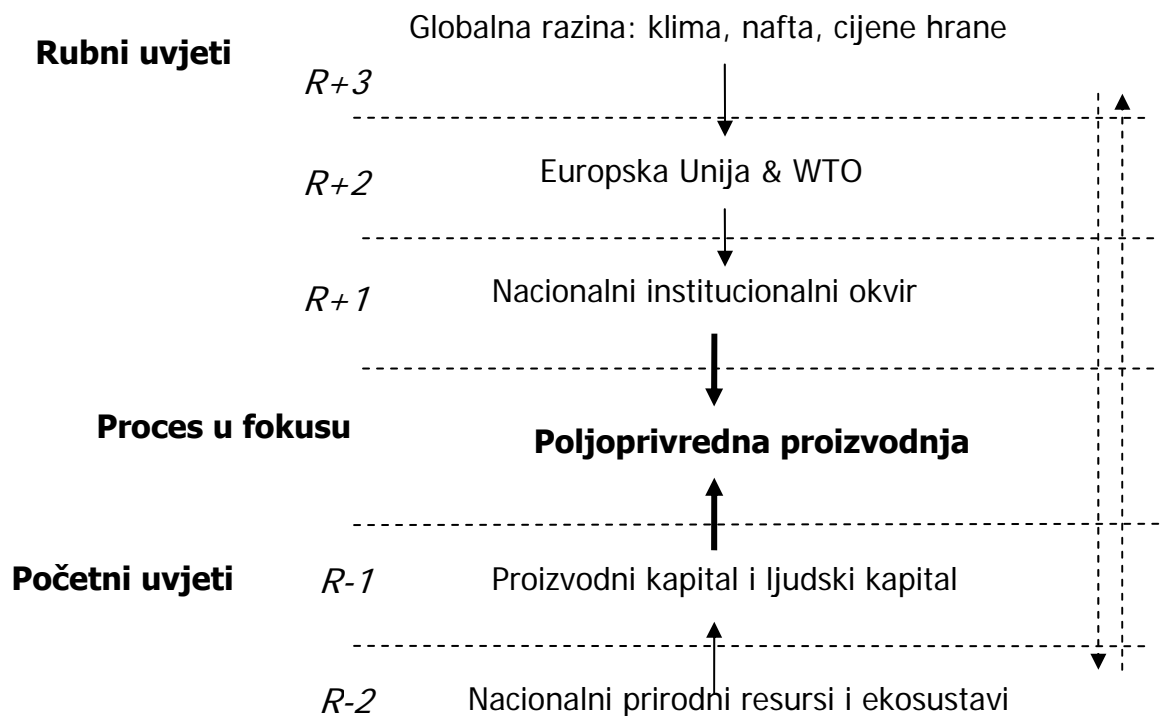 Globalna razina: klima, nafta, cijene hrane
Rubni uvjeti
R+3
R+2
Europska Unija & WTO
R+1
Nacionalni institucionalni okvir
Proces u fokusu
Poljoprivredna proizvodnja
Početni uvjeti
R-1
Proizvodni kapital i ljudski kapital
R-2
Nacionalni prirodni resursi i ekosustavi